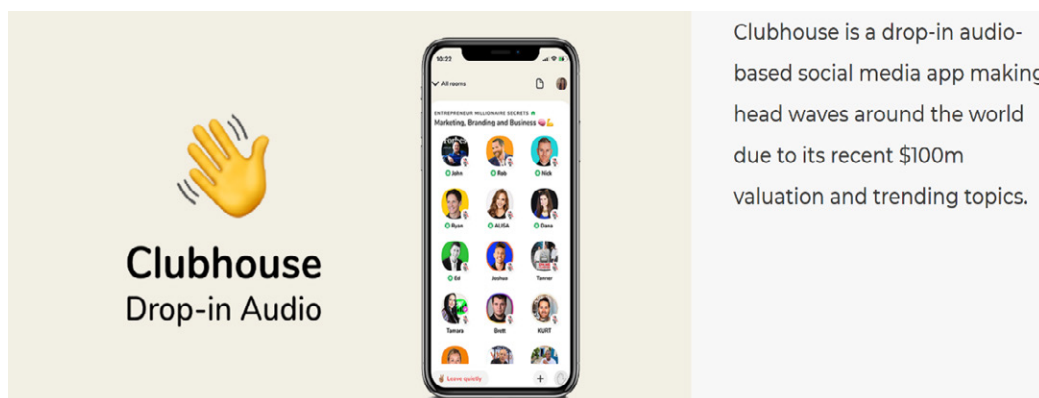 Clubhouse
Drop-in Audio
10:22
All rooms
ENTREPRENEUR MILLIONAIRE SECRETS
Marketing, Branding and Business
John Rob Nick
Ryan ALISA Dana
Ed Joshua Tanner
Tamara Brett KURT
Leave quietly +
Clubhouse is a drop-in audio-
based social media app making
head waves around the world
due to its recent $100m
valuation and trending topics.